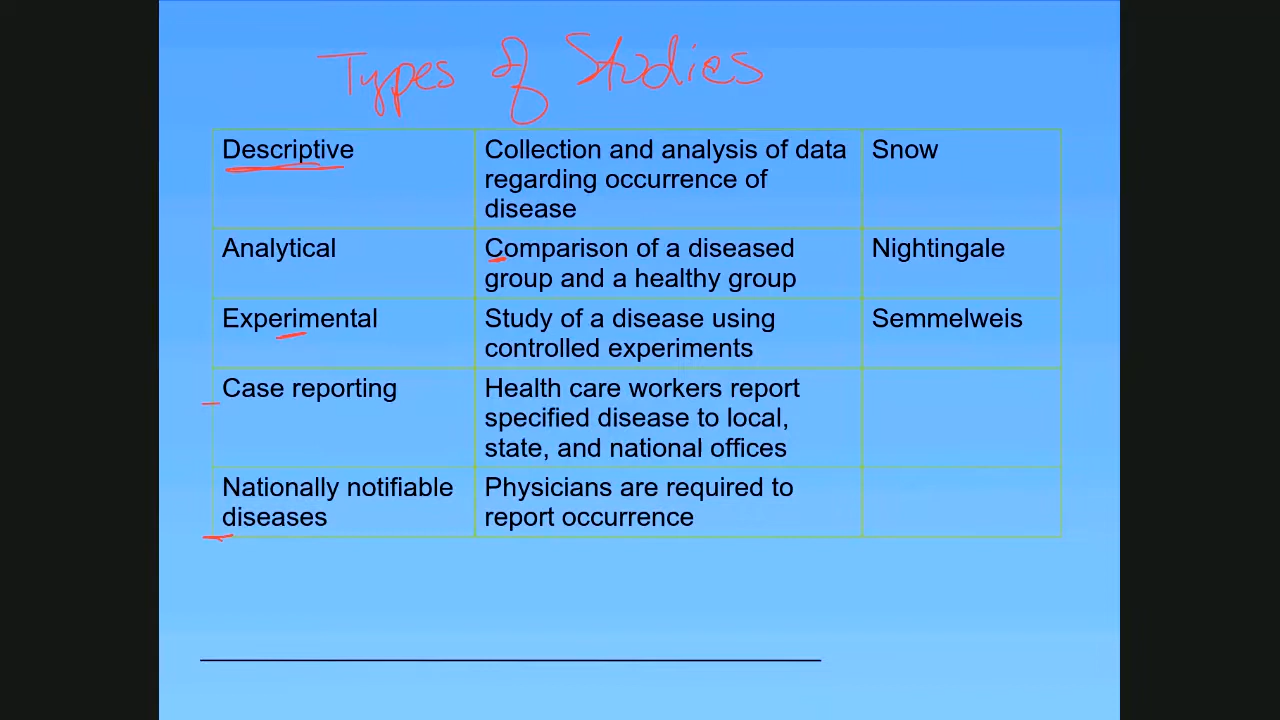 Types of Studies
Descriptive
Collection and analysis of data
regarding occurrence of
disease
Snow
Analytical
Comparison of a diseased
group and a healthy group
Nightingale
Experimental
Study of a disease using
controlled experiments
Semmelweis
Case reporting
Health care workers report
specified disease to local,
state, and national offices
Nationally notifiable
diseases
Physicians are required to
report occurrence